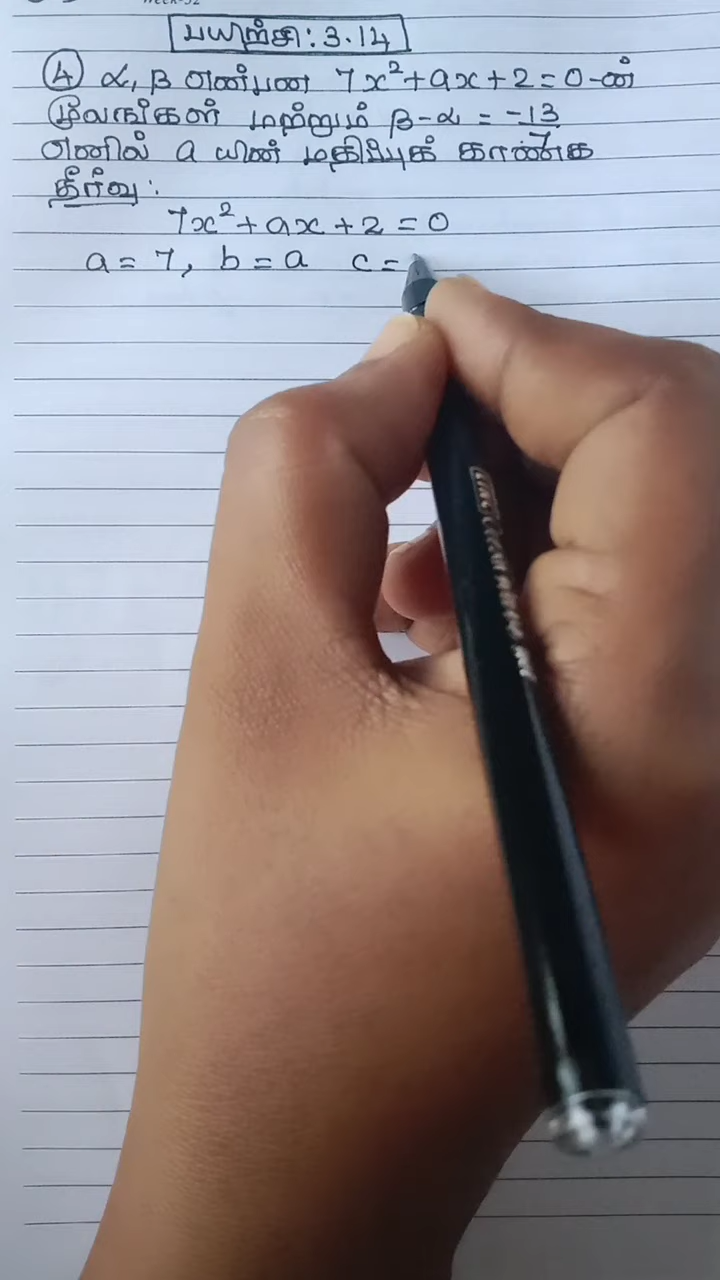 பயிற்சி: 3.14
④ α, β என்பன 7x² + ax + 2 = 0 -ன்
மூலங்கள் மற்றும் β - α = -13/7
எனில் a யின் மதிப்புக் காண்க
தீர்வு:
7x² + ax + 2 = 0
a = 7, b = a c =